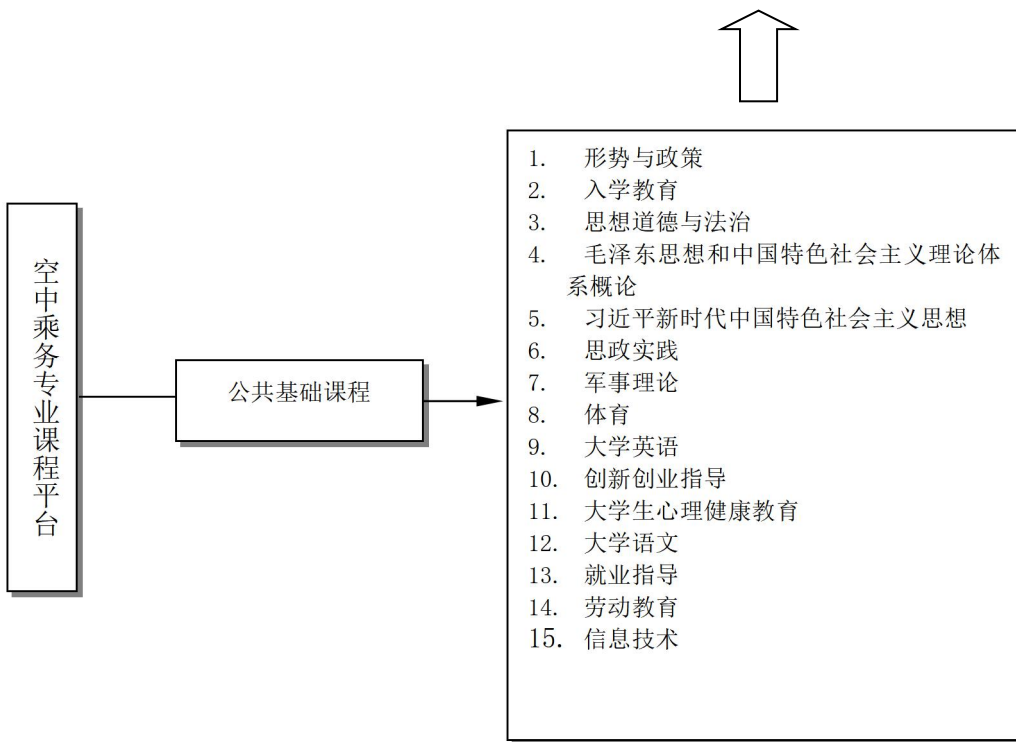 空中乘务专业课程平台
公共基础课程
1. 形势与政策
2. 入学教育
3. 思想道德与法治
4. 毛泽东思想和中国特色社会主义理论体
系概论
5. 习近平新时代中国特色社会主义思想
6. 思政实践
7. 军事理论
8. 体育
9. 大学英语
10. 创新创业指导
11. 大学生心理健康教育
12. 大学语文
13. 就业指导
14. 劳动教育
15. 信息技术